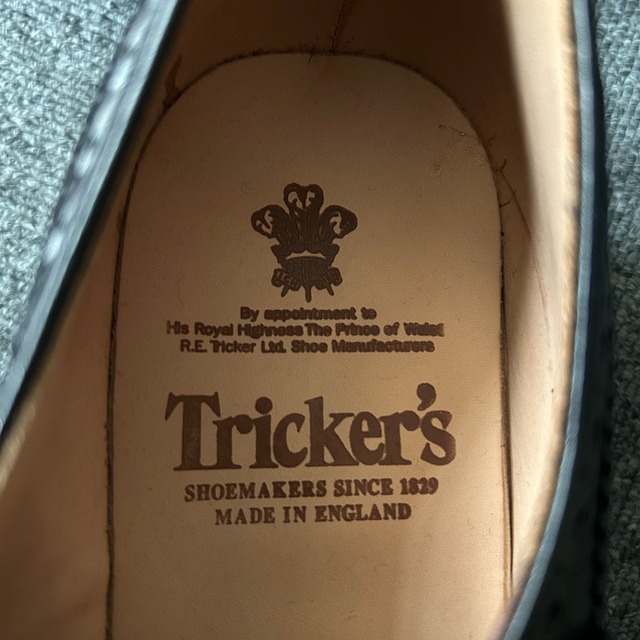 By appointment to
His Royal Highness The Prince of Wales
R.E. Tricker Ltd. Shoe Manufacturers
Tricker's
SHOEMAKERS SINCE 1829
MADE IN ENGLAND